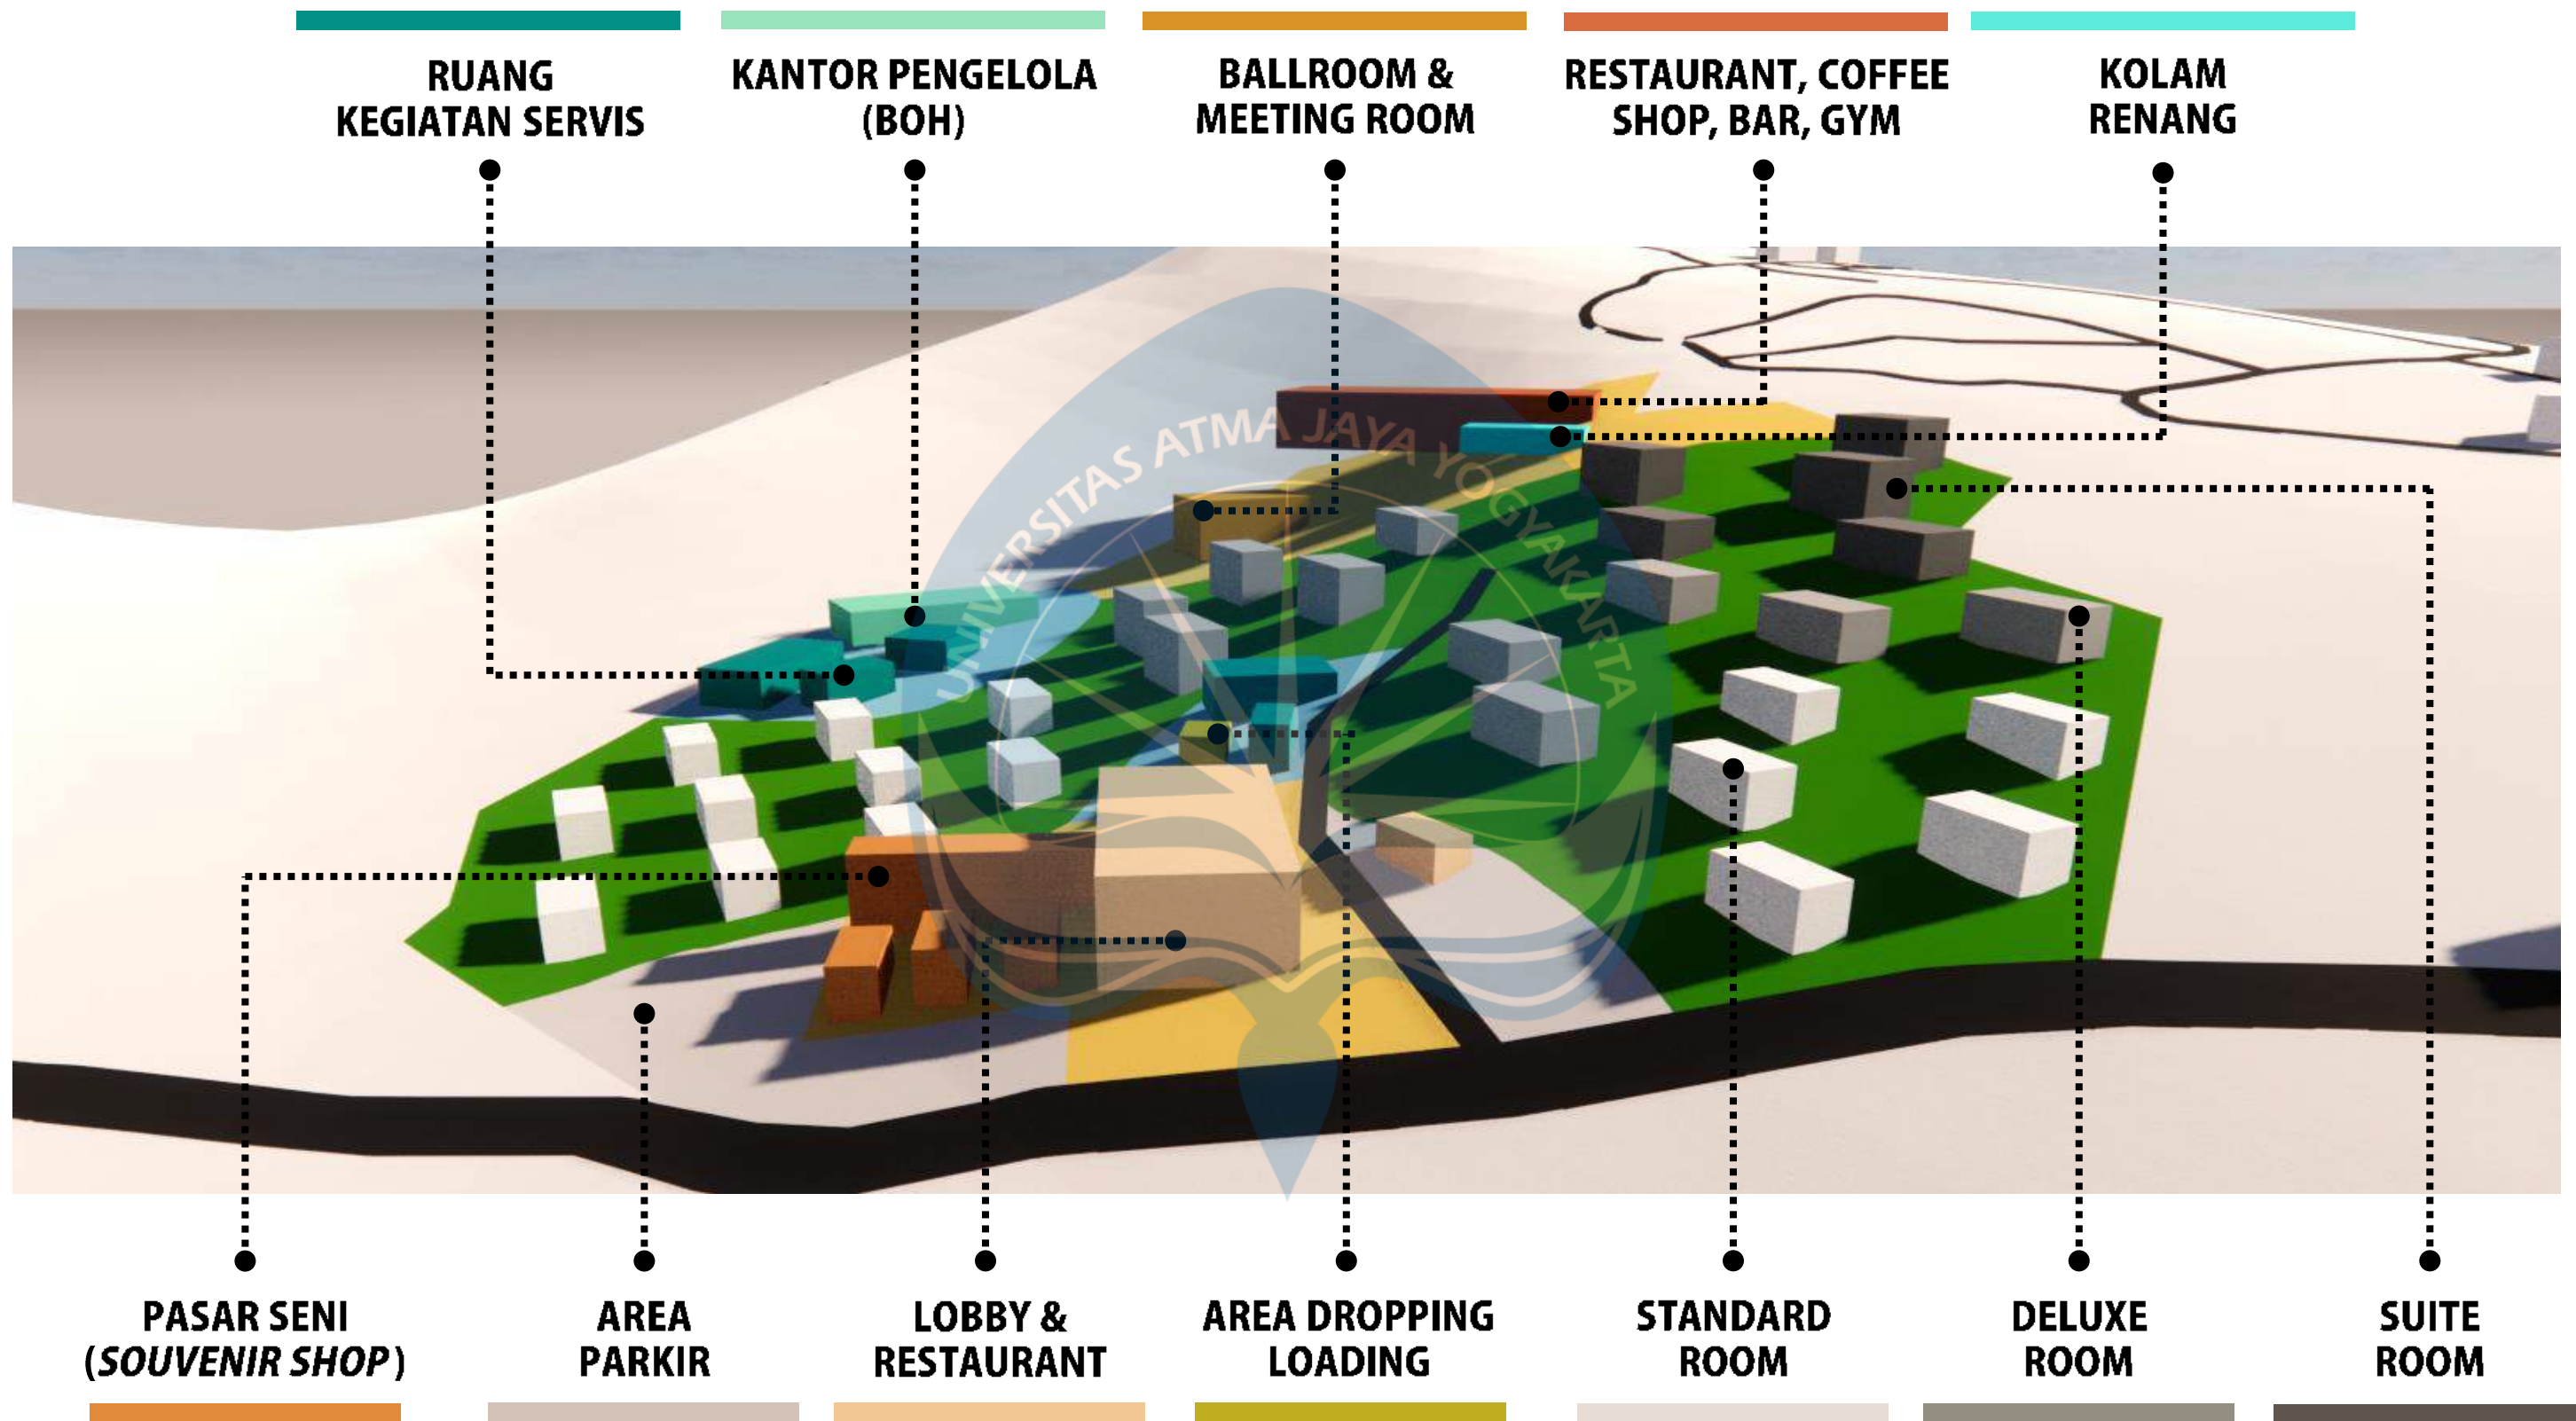 RUANG
KEGIATAN SERVIS
KANTOR PENGELOLA
(BOH)
BALLROOM &
MEETING ROOM
RESTAURANT, COFFEE
SHOP, BAR, GYM
KOLAM
RENANG
UNIVERSITAS ATMA JAYA YOGYAKARTA
PASAR SENI
(SOUVENIR SHOP)
AREA
PARKIR
LOBBY &
RESTAURANT
AREA DROPPING
LOADING
STANDARD
ROOM
DELUXE
ROOM
SUITE
ROOM